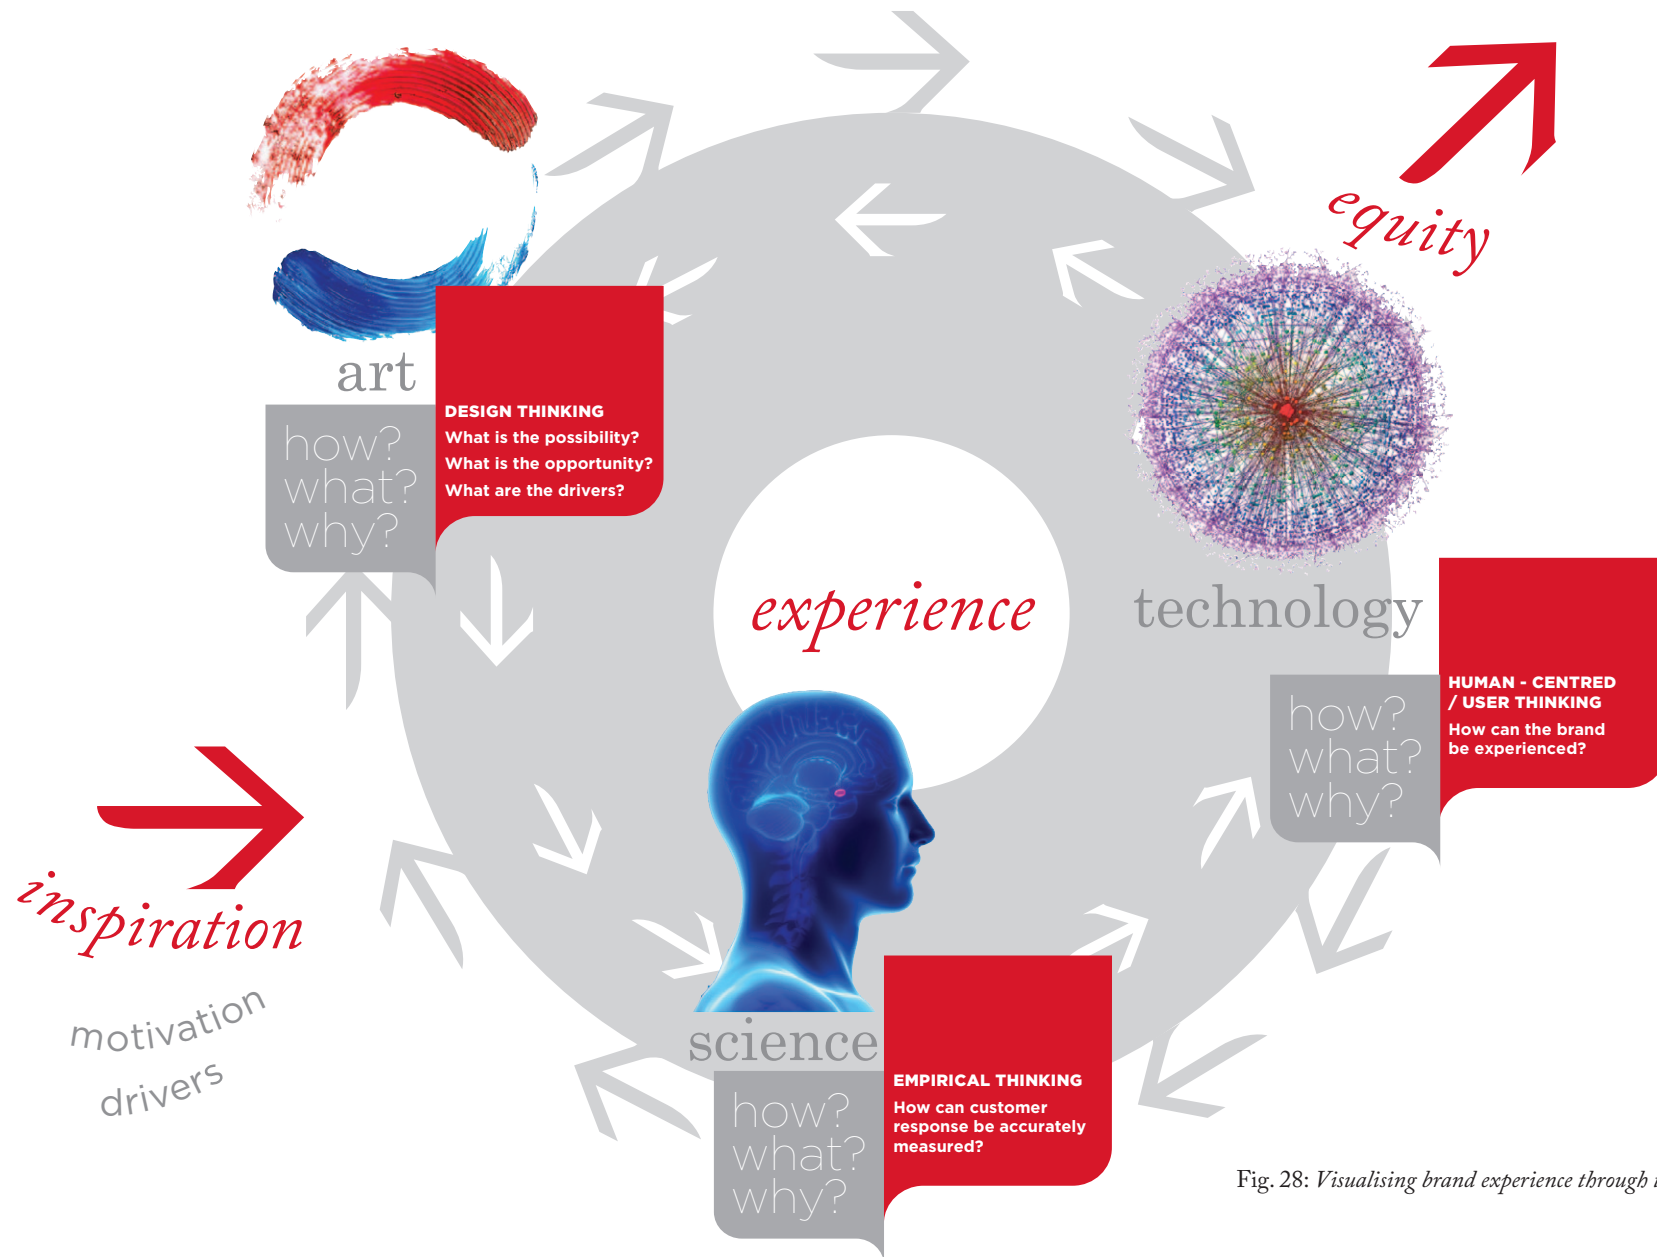 equity
art
how?
what?
why?
DESIGN THINKING
What is the possibility?
What is the opportunity?
What are the drivers?
experience
technology
how?
what?
why?
HUMAN - CENTRED
/ USER THINKING
How can the brand
be experienced?
inspiration
motivation
drivers
science
how?
what?
why?
EMPIRICAL THINKING
How can customer
response be accurately
measured?
Fig. 28: Visualising brand experience through